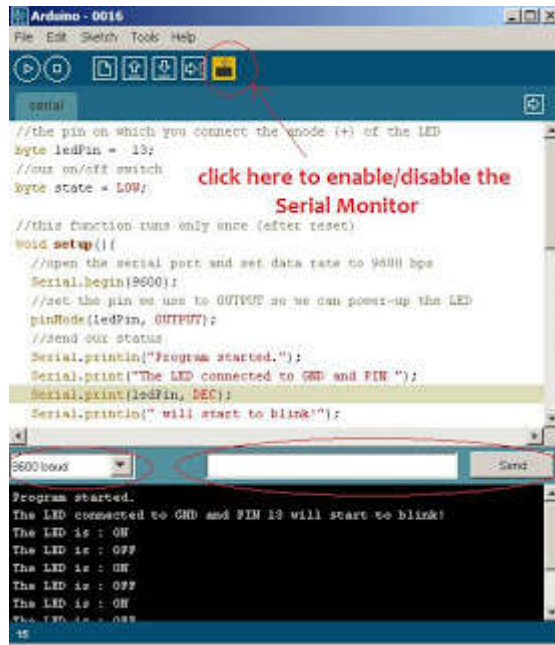 Arduino - 0016
File Edit Sketch Tools Help
serial
//the pin on which you connect the anode (+) of the LED
byte ledPin = 13;
//our on/off switch
byte state = LOW;
click here to enable/disable the
Serial Monitor
//this function runs only once (after reset)
void setup(){
//open the serial port and set data rate to 9600 bps
Serial.begin(9600);
//set the pin we use to OUTPUT so we can power-up the LED
pinMode(ledPin, OUTPUT);
//send our status
Serial.println("Program started.");
Serial.print("The LED connected to GND and PIN ");
Serial.print(ledPin, DEC);
Serial.println(" will start to blink!");
9600 baud
Send
Program started.
The LED connected to GND and PIN 13 will start to blink!
The LED is : ON
The LED is : OFF
The LED is : ON
The LED is : OFF
The LED is : ON
The LED is : OFF
15